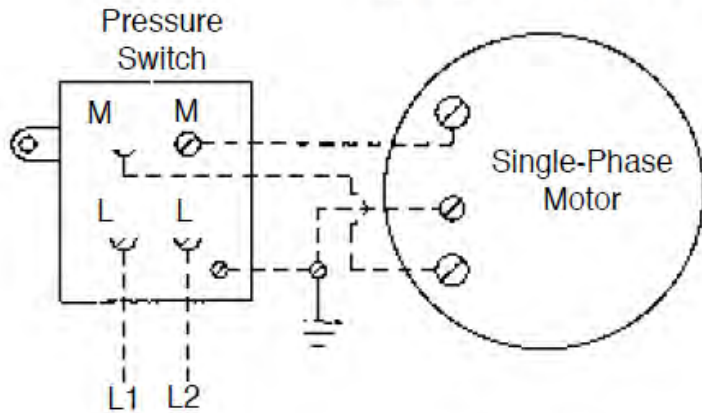 Pressure
Switch
M M
Single-Phase
Motor
L L
L1 L2